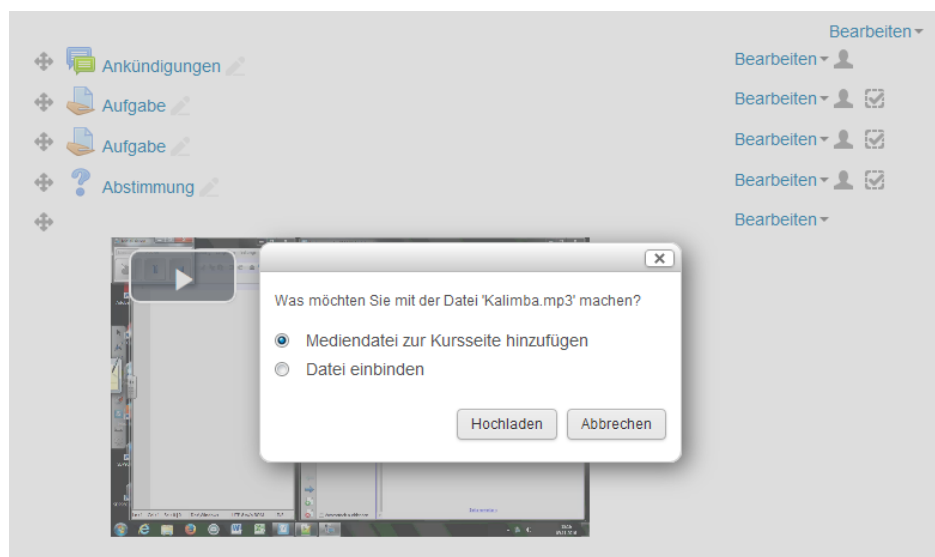 Bearbeiten
Ankündigungen Bearbeiten
Aufgabe Bearbeiten
Aufgabe Bearbeiten
Abstimmung Bearbeiten
Bearbeiten
Was möchten Sie mit der Datei 'Kalimba.mp3' machen?
Mediendatei zur Kursseite hinzufügen
Datei einbinden
Hochladen Abbrechen